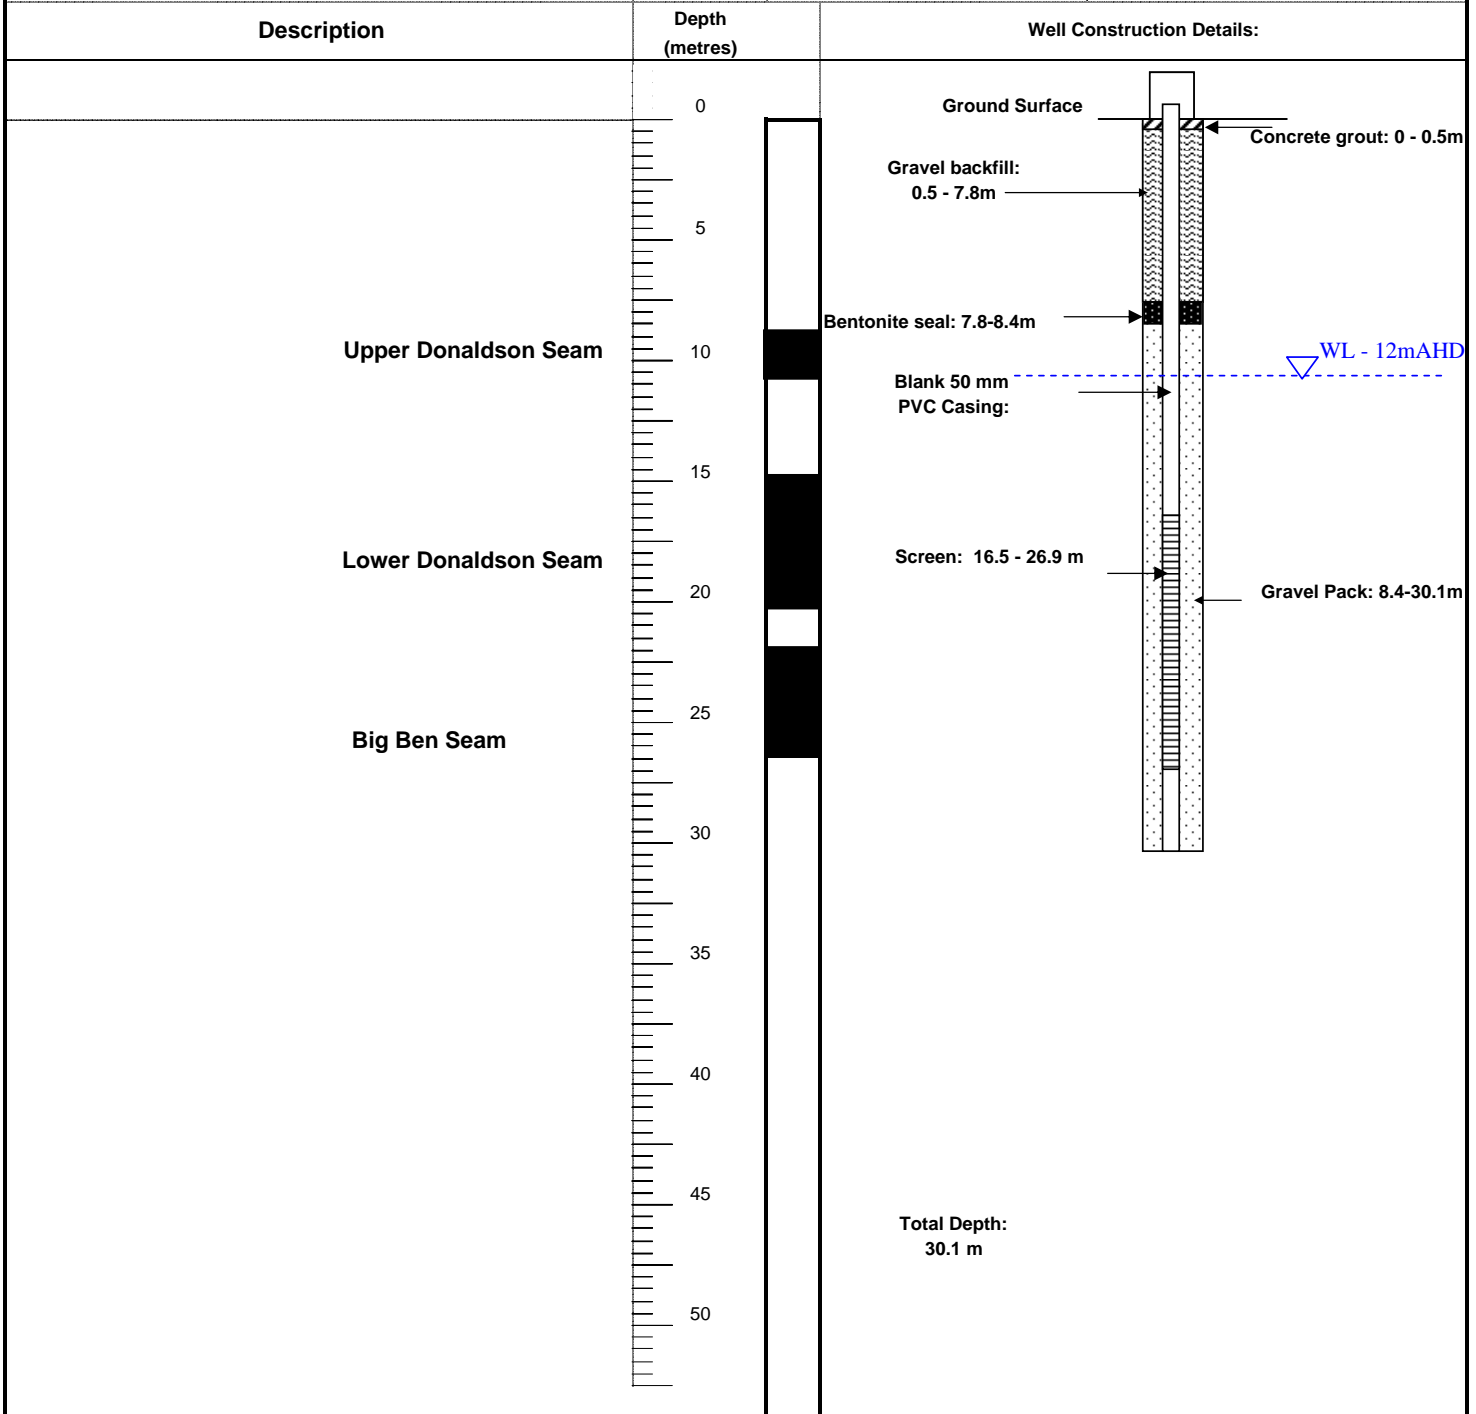 Description
Depth
(metres)
Well Construction Details:
0
Ground Surface
Concrete grout: 0 - 0.5m
Gravel backfill:
0.5 - 7.8m
5
Bentonite seal: 7.8-8.4m
Upper Donaldson Seam
10
WL - 12mAHD
Blank 50 mm
PVC Casing:
15
Lower Donaldson Seam
Screen: 16.5 - 26.9 m
20
Gravel Pack: 8.4-30.1m
25
Big Ben Seam
30
35
40
45
Total Depth:
30.1 m
50